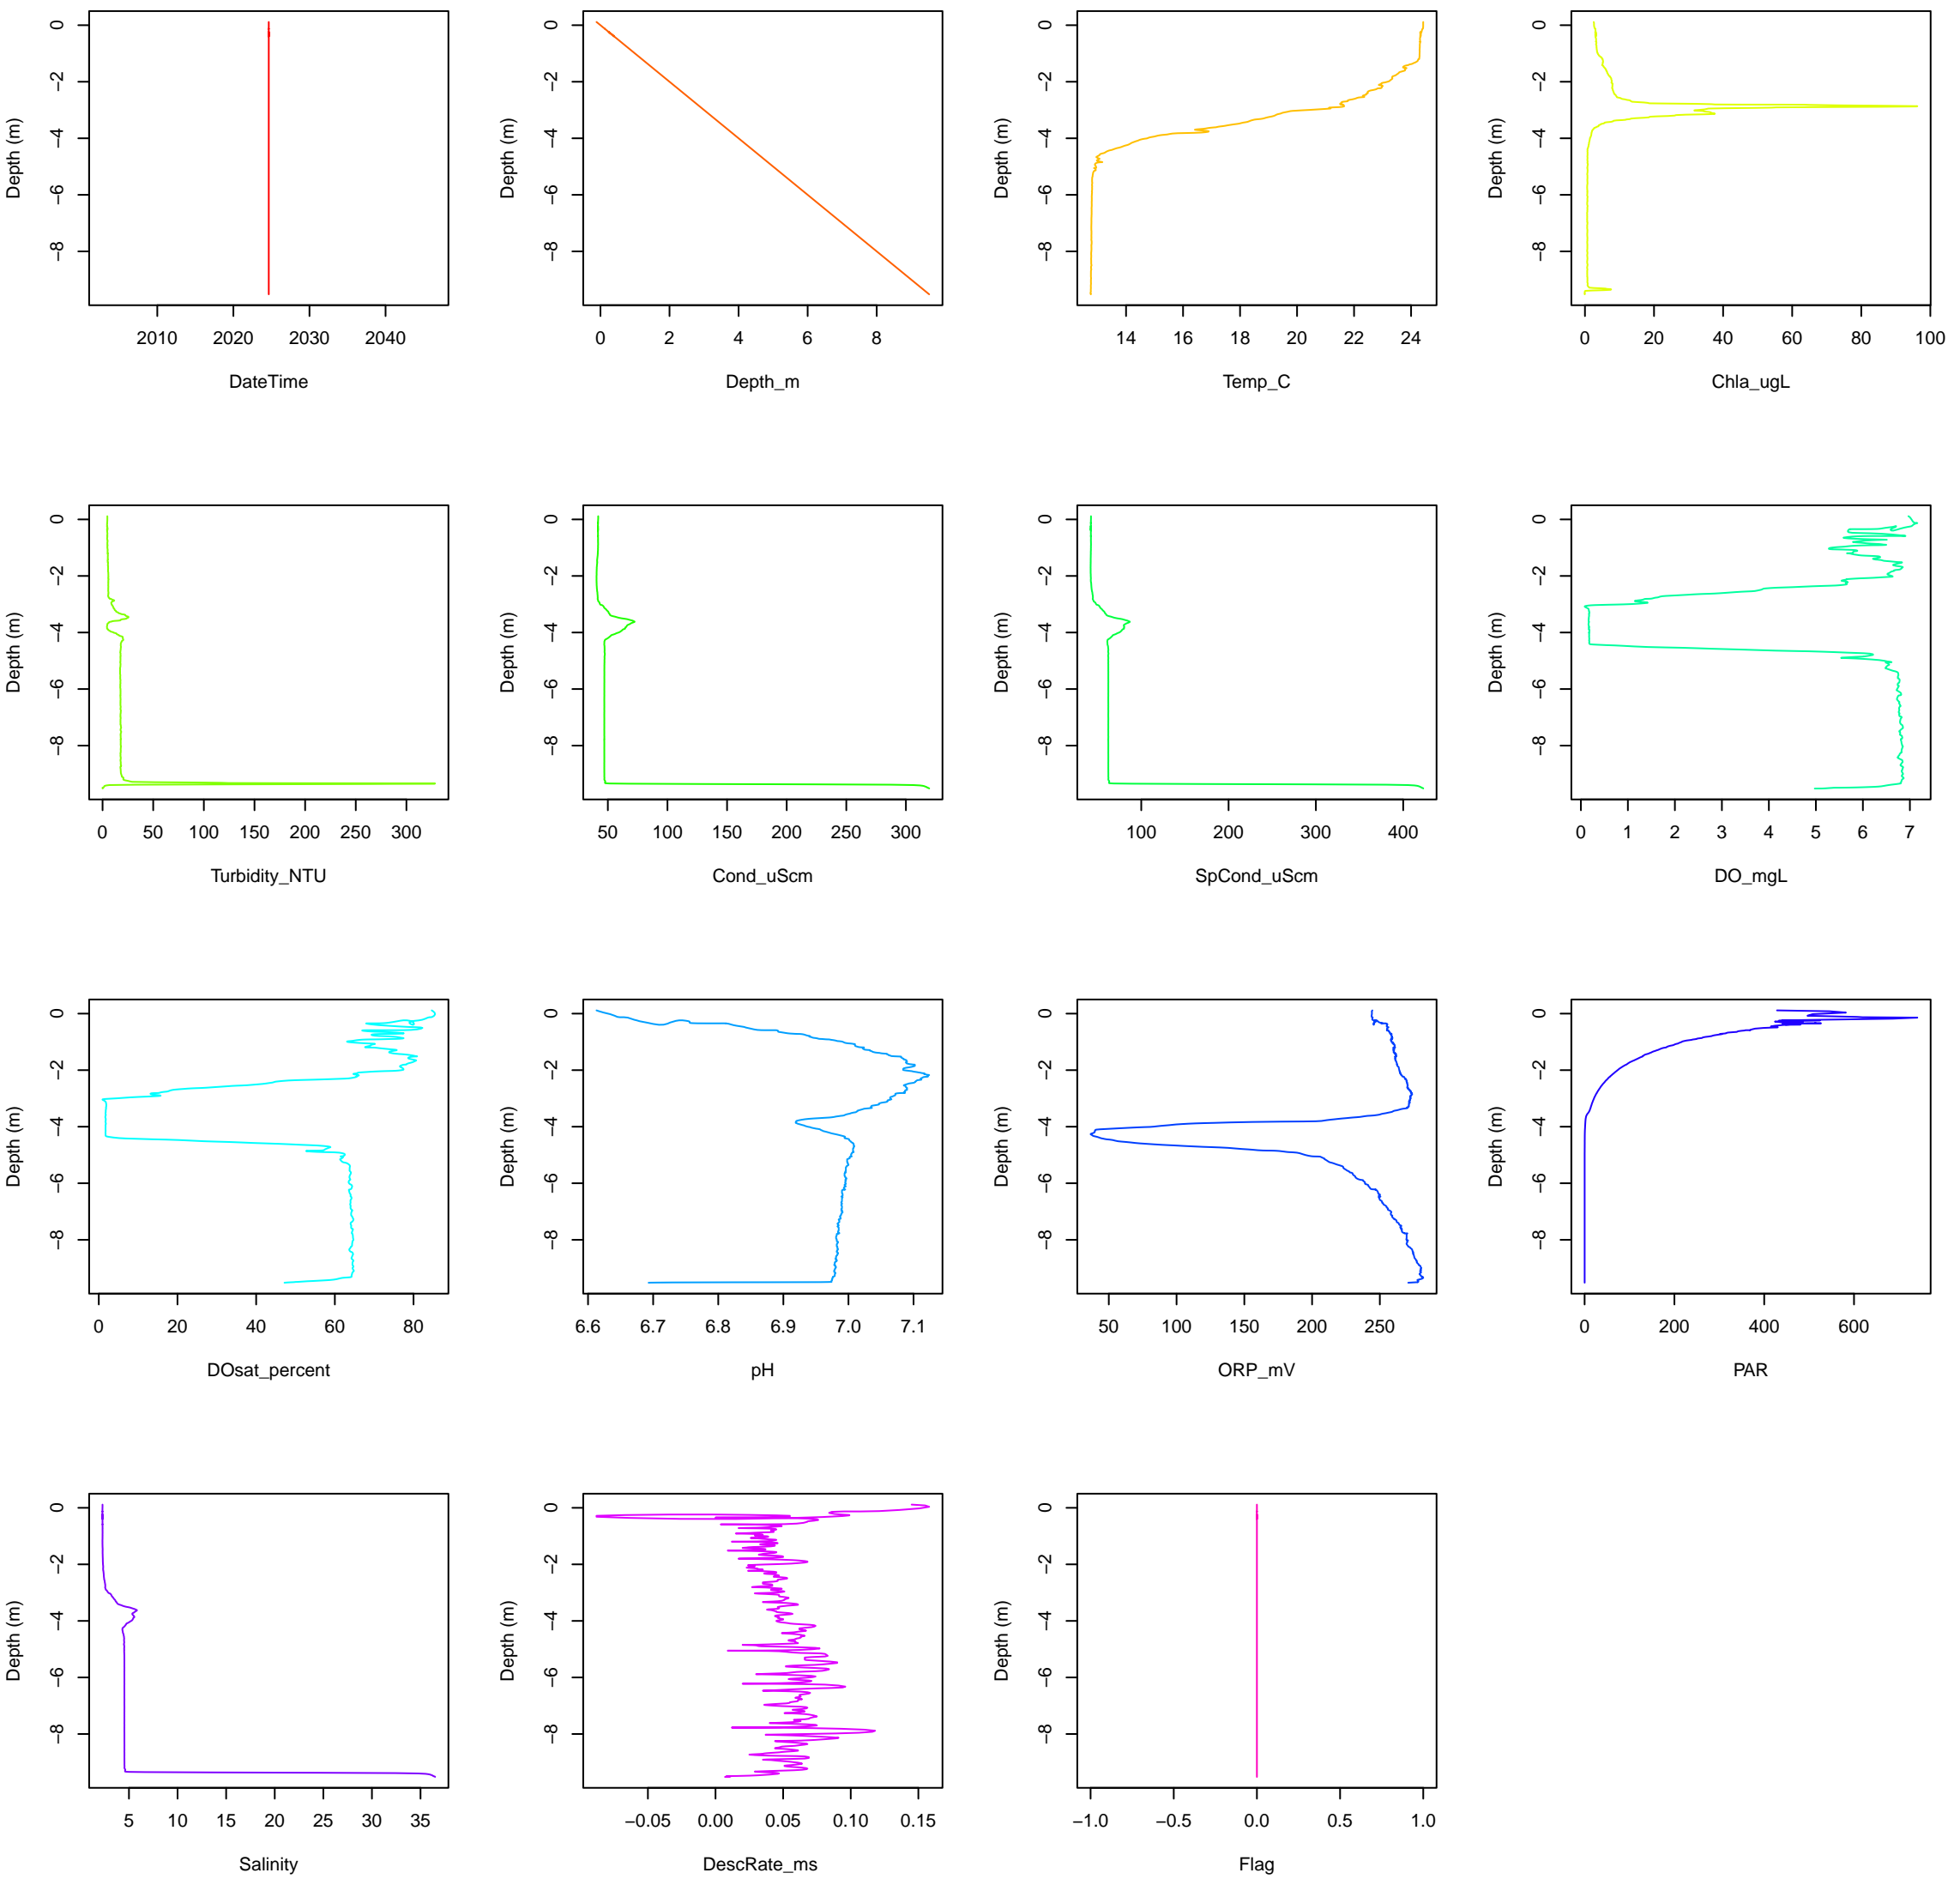 0 −2 −4 −6 −8
Depth (m)
2010 2020 2030 2040
DateTime
0 −2 −4 −6 −8
Depth (m)
0 2 4 6 8
Depth_m
0 −2 −4 −6 −8
Depth (m)
14 16 18 20 22 24
Temp_C
0 −2 −4 −6 −8
Depth (m)
0 20 40 60 80 100
Chla_ugL
0 −2 −4 −6 −8
Depth (m)
0 50 100 150 200 250 300
Turbidity_NTU
0 −2 −4 −6 −8
Depth (m)
50 100 150 200 250 300
Cond_uScm
0 −2 −4 −6 −8
Depth (m)
100 200 300 400
SpCond_uScm
0 −2 −4 −6 −8
Depth (m)
0 1 2 3 4 5 6 7
DO_mgL
0 −2 −4 −6 −8
Depth (m)
0 20 40 60 80
DOsat_percent
0 −2 −4 −6 −8
Depth (m)
6.6 6.7 6.8 6.9 7.0 7.1
pH
0 −2 −4 −6 −8
Depth (m)
50 100 150 200 250
ORP_mV
0 −2 −4 −6 −8
Depth (m)
0 200 400 600
PAR
0 −2 −4 −6 −8
Depth (m)
5 10 15 20 25 30 35
Salinity
0 −2 −4 −6 −8
Depth (m)
−0.05 0.00 0.05 0.10 0.15
DescRate_ms
0 −2 −4 −6 −8
Depth (m)
−1.0 −0.5 0.0 0.5 1.0
Flag